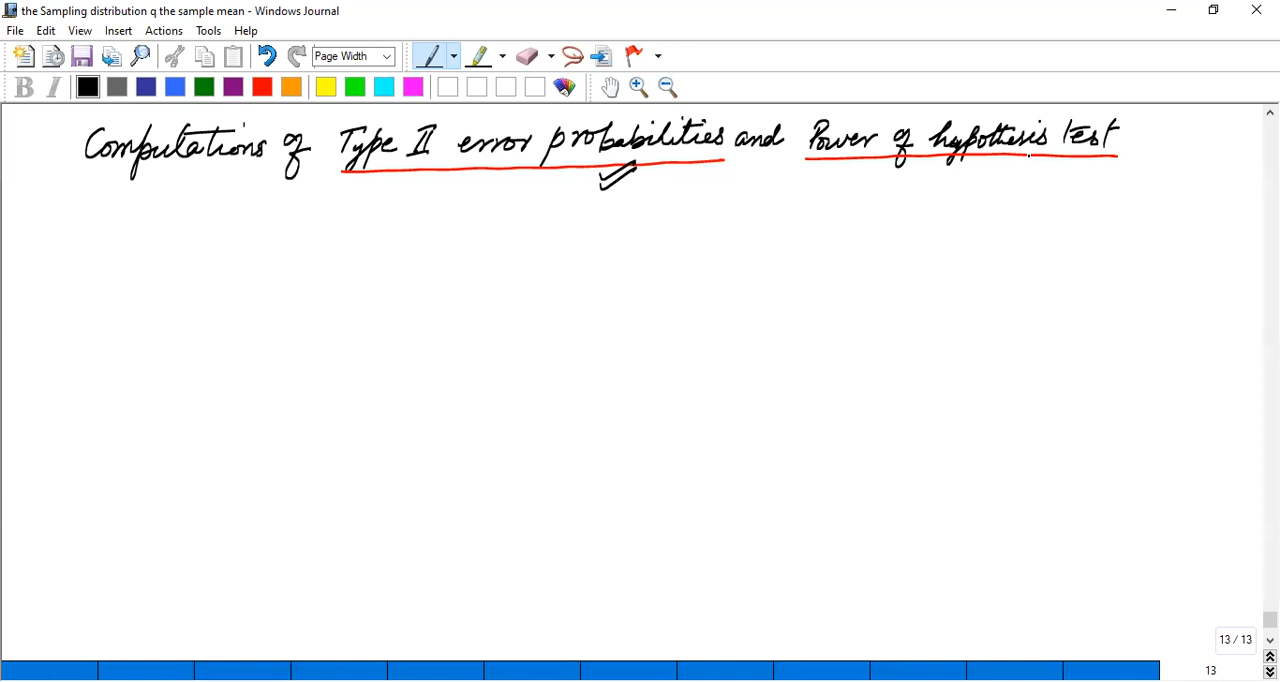 the Sampling distribution q the sample mean - Windows Journal
File Edit View Insert Actions Tools Help
Page Width
B I
Computations of Type II error probabilities and Power of hypothesis test
13 / 13
13